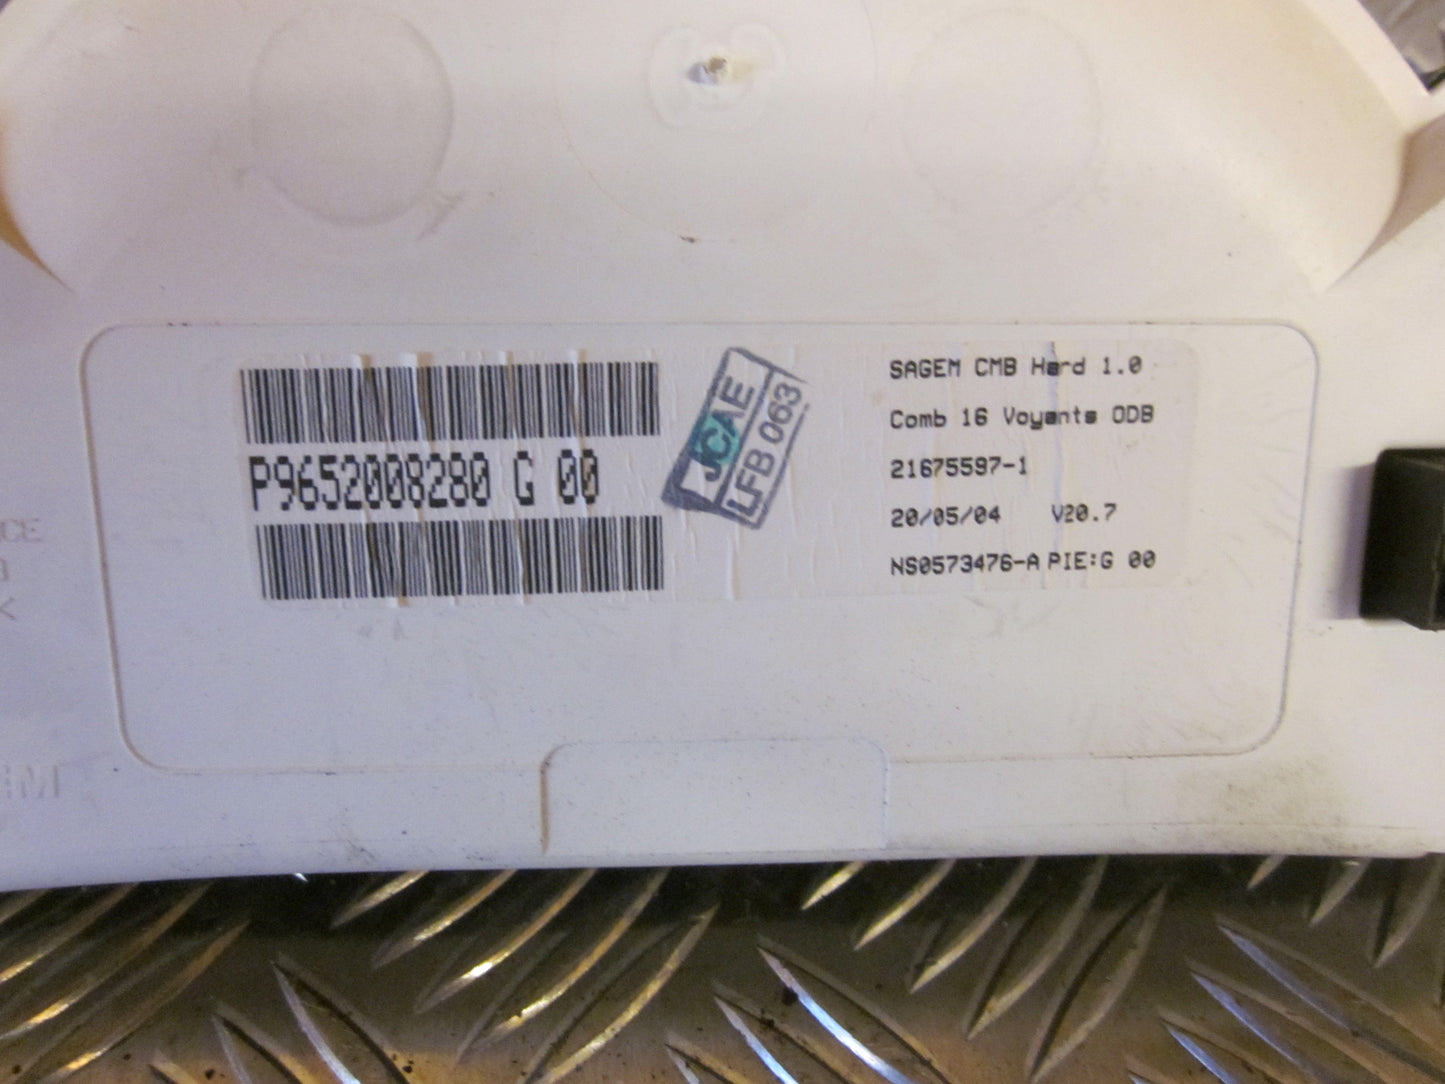 P9652008280 G 00
JCAE
LFB 063
SAGEM CMB Hard 1.0
Comb 16 Voyants ODB
21675597-1
20/05/04 V20.7
NS0573476-A PIE:G 00